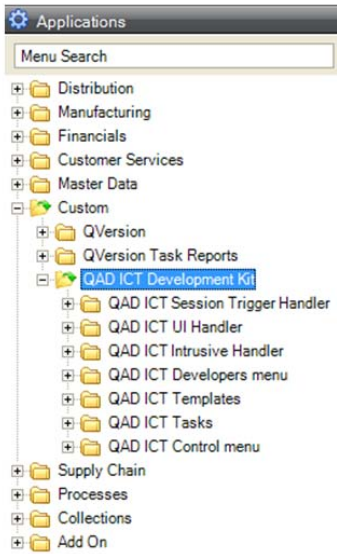 Applications
Menu Search
Distribution
Manufacturing
Financials
Customer Services
Master Data
Custom
QVersion
QVersion Task Reports
QAD ICT Development Kit
QAD ICT Session Trigger Handler
QAD ICT UI Handler
QAD ICT Intrusive Handler
QAD ICT Developers menu
QAD ICT Templates
QAD ICT Tasks
QAD ICT Control menu
Supply Chain
Processes
Collections
Add On